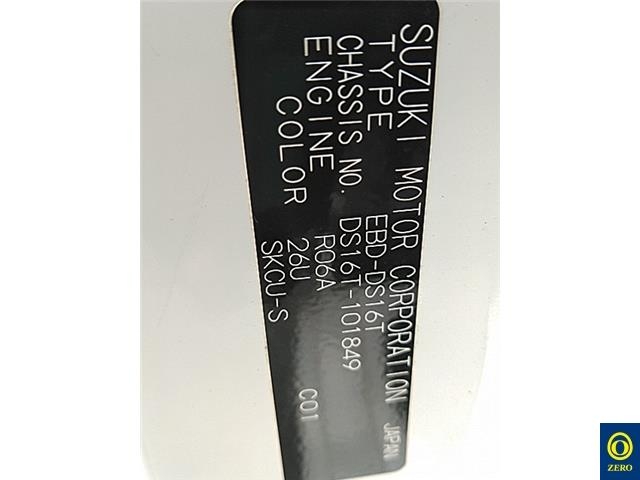 SUZUKI MOTOR CORPORATION JAPAN
TYPE EBD-DS16T
CHASSIS NO. DS16T-101849
ENGINE R06A
COLOR 26U C01
SKCU-S
ZERO